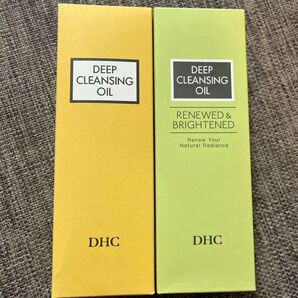 DEEP
CLEANSING
OIL
DHC
DEEP
CLEANSING
OIL
RENEWED &
BRIGHTENED
Renew Your
Natural Radiance
DHC